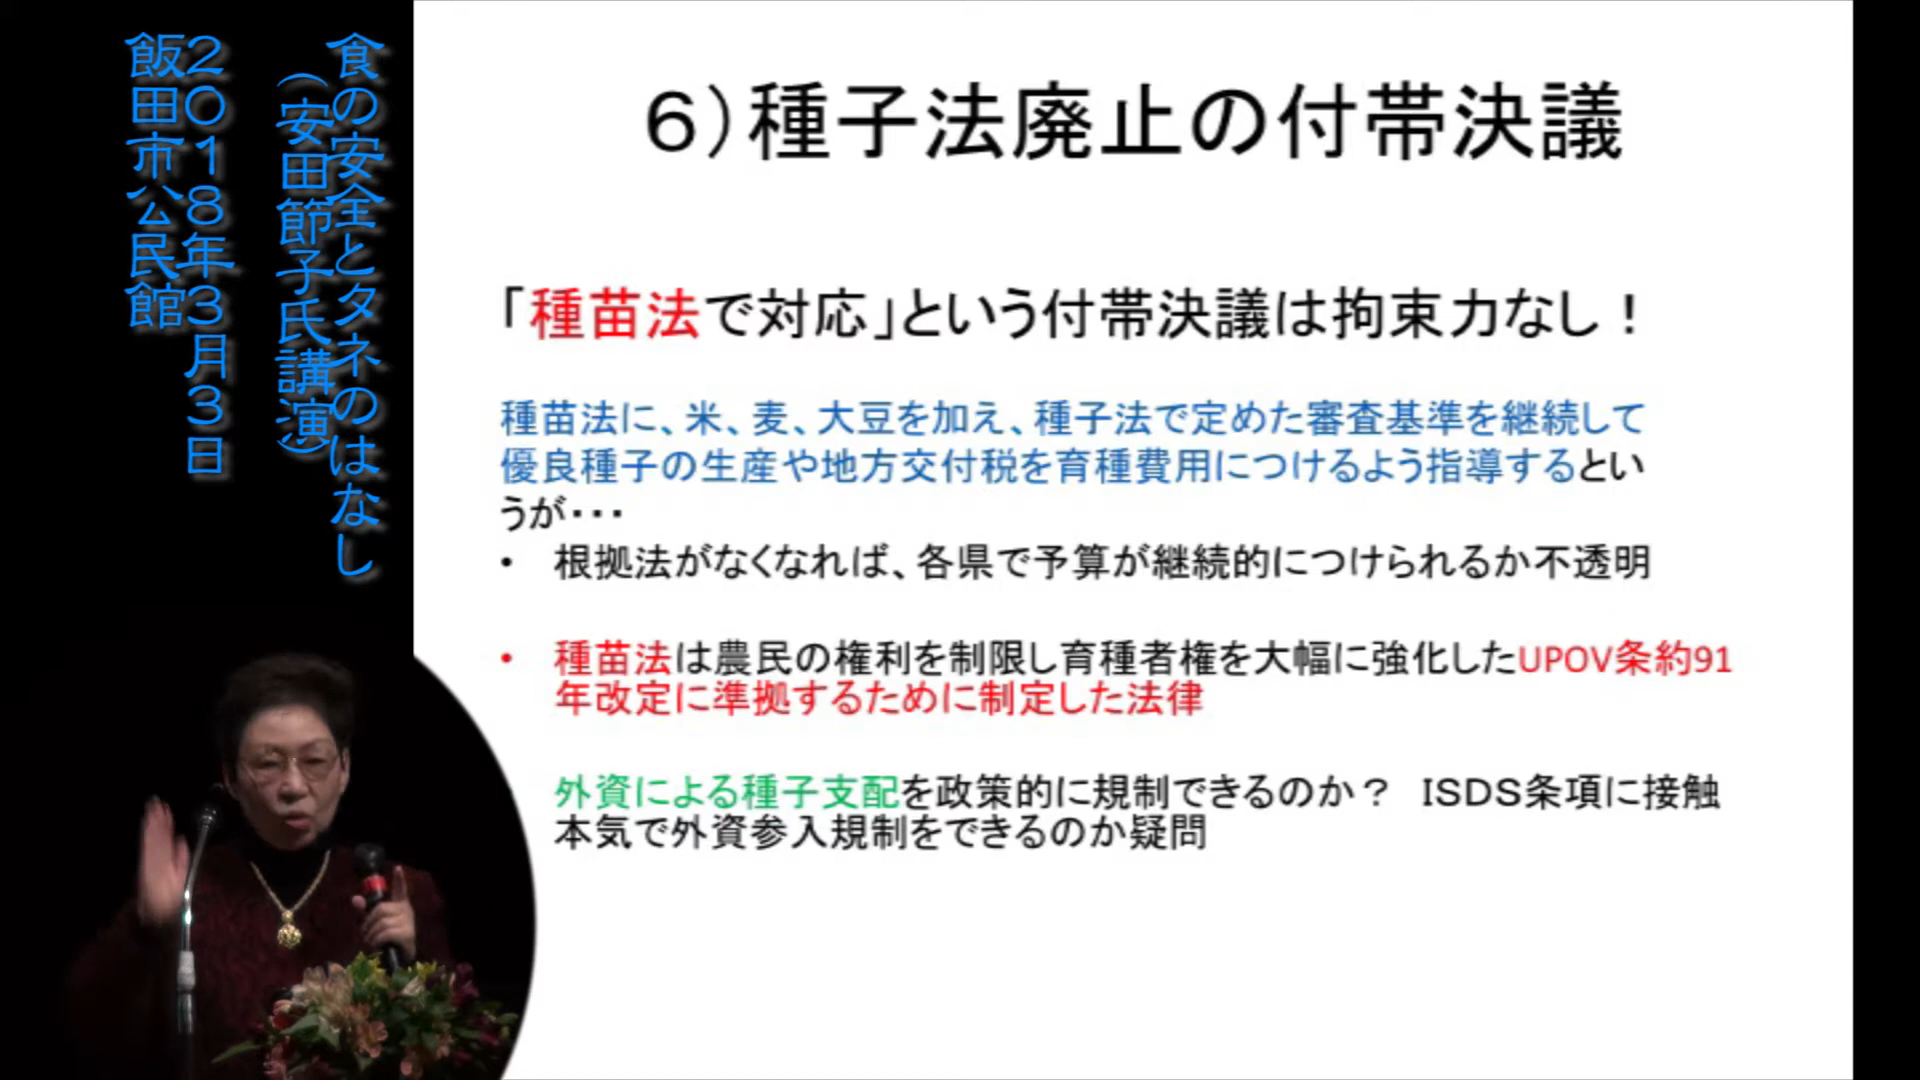 食の安全とタネのはなし
（安田節子氏講演）
２０１８年３月３日
飯田市公民館
６）種子法廃止の付帯決議
「種苗法で対応」という付帯決議は拘束力なし！
種苗法に、米、麦、大豆を加え、種子法で定めた審査基準を継続して
優良種子の生産や地方交付税を育種費用につけるよう指導するとい
うが・・・
• 根拠法がなくなれば、各県で予算が継続的につけられるか不透明
• 種苗法は農民の権利を制限し育種者権を大幅に強化したUPOV条約91
年改定に準拠するために制定した法律
外資による種子支配を政策的に規制できるのか？　ISDS条項に接触
本気で外資参入規制をできるのか疑問